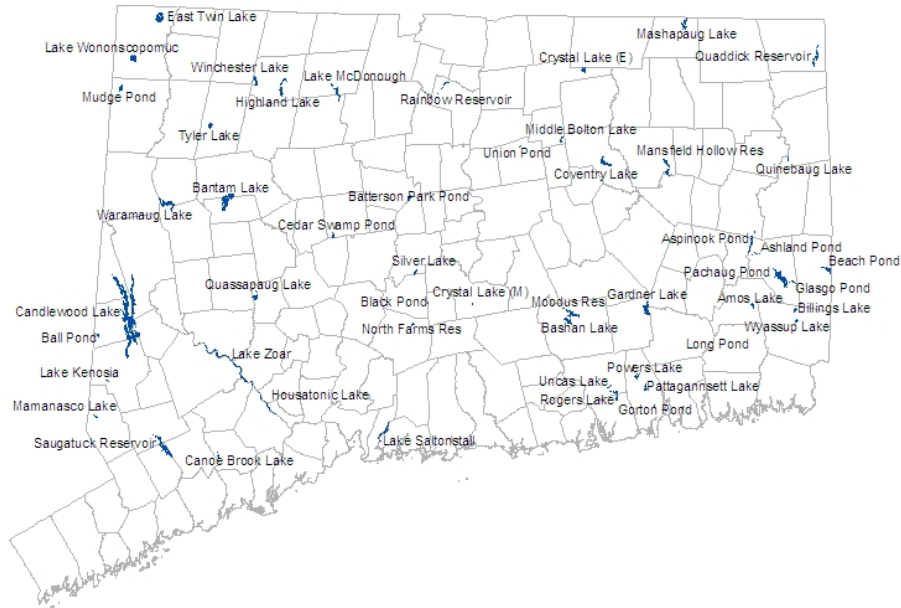 East Twin Lake
Mashapaug Lake
Lake Wononscopomuc
Crystal Lake (E)
Quaddick Reservoir
Winchester Lake
Lake McDonough
Mudge Pond
Highland Lake
Rainbow Reservoir
Tyler Lake
Middle Bolton Lake
Union Pond
Mansfield Hollow Res
Coventry Lake
Quinebaug Lake
Bantam Lake
Batterson Park Pond
Waramaug Lake
Cedar Swamp Pond
Aspinook Pond
Ashland Pond
Silver Lake
Beach Pond
Pachaug Pond
Quassapaug Lake
Glasgo Pond
Crystal Lake (M)
Gardner Lake
Amos Lake
Black Pond
Moodus Res
Billings Lake
Candlewood Lake
North Farms Res
Bashan Lake
Wyassup Lake
Ball Pond
Long Pond
Lake Zoar
Powers Lake
Lake Kenosia
Uncas Lake
Pattagannsett Lake
Housatonic Lake
Rogers Lake
Mamanasco Lake
Gorton Pond
Saugatuck Reservoir
Lake Saltonstall
Canoe Brook Lake